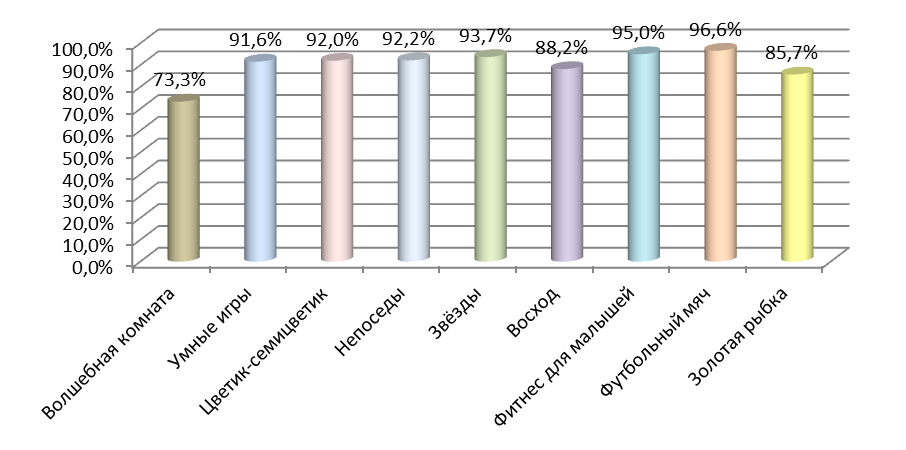 100,0%
90,0%
80,0%
70,0%
60,0%
50,0%
40,0%
30,0%
20,0%
10,0%
0,0%
73,3%
91,6%
92,0%
92,2%
93,7%
88,2%
95,0%
96,6%
85,7%
Волшебная комната
Умные игры
Цветик-семицветик
Непоседы
Звёзды
Восход
Фитнес для малышей
Футбольный мяч
Золотая рыбка